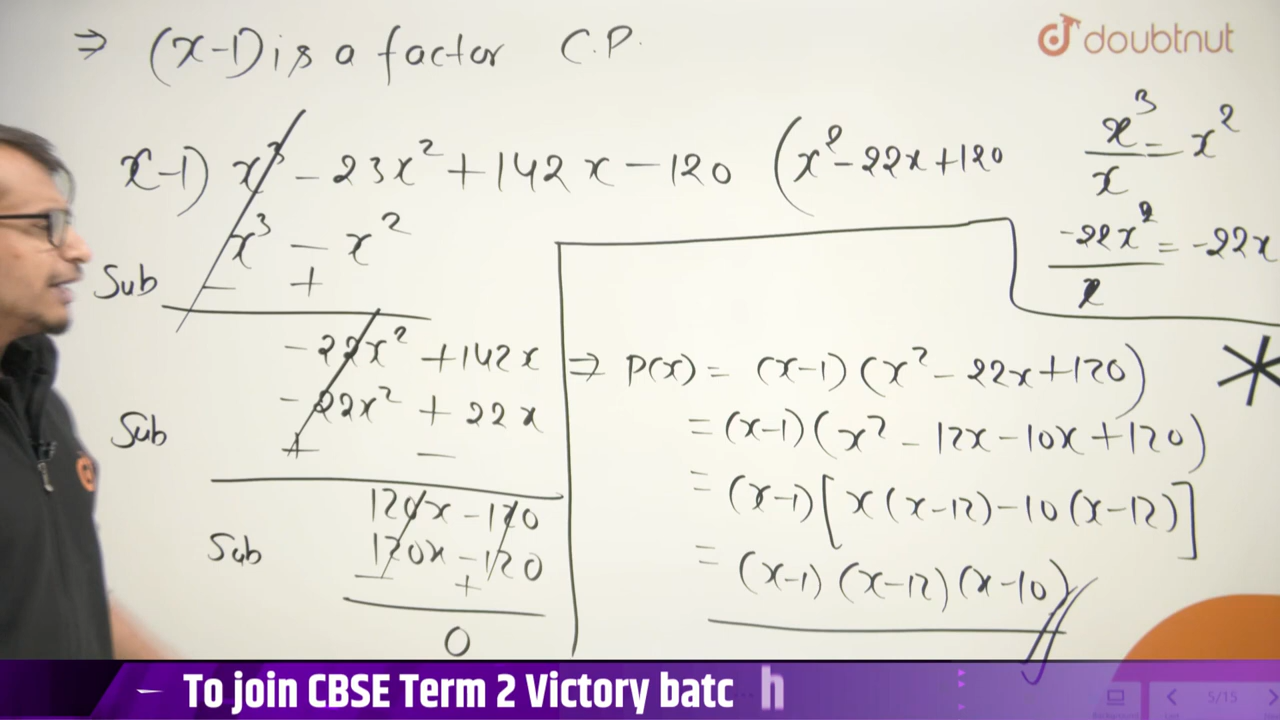 ⇒ (x-1) is a factor C.P.
doubtnut
x-1) x³ - 23x² + 142x - 120 (x² - 22x + 120
x³ - x²
Sub - +
-22x² + 142x
-22x² + 22x
Sub + -
120x - 120
120x - 120
Sub - +
0
x³/x = x²
-22x²/x = -22x
⇒ P(x) = (x-1)(x² - 22x + 120)
= (x-1)(x² - 12x - 10x + 120)
= (x-1)[x(x-12) - 10(x-12)]
= (x-1)(x-12)(x-10)
To join CBSE Term 2 Victory batch
5/15